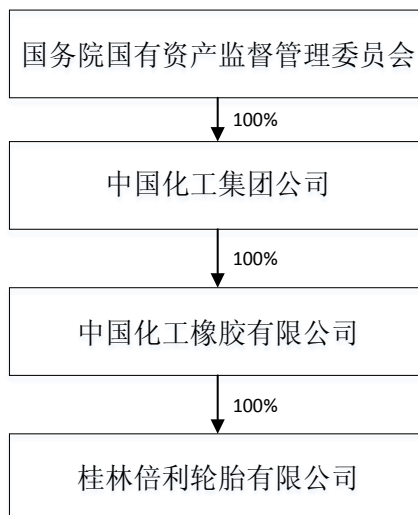 国务院国有资产监督管理委员会
100%
中国化工集团公司
100%
中国化工橡胶有限公司
100%
桂林倍利轮胎有限公司